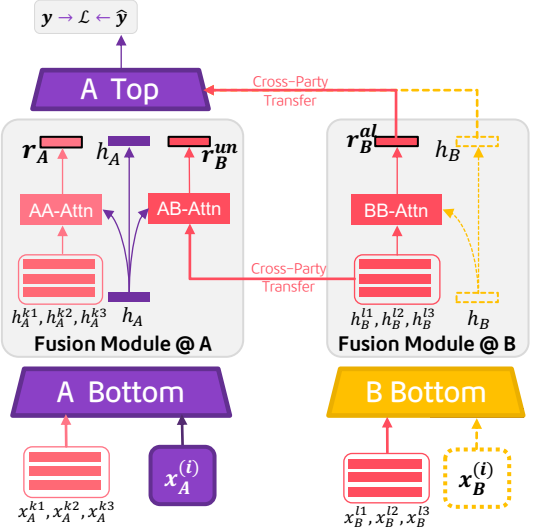 y → ℒ ← ŷ
A Top
Cross-Party
Transfer
r_A
h_A
r_B^{un}
r_B^{al}
h_B
AA-Attn
AB-Attn
BB-Attn
Cross-Party
Transfer
h_A^{k1}, h_A^{k2}, h_A^{k3}
h_A
h_B^{l1}, h_B^{l2}, h_B^{l3}
h_B
Fusion Module @ A
Fusion Module @ B
A Bottom
B Bottom
x_A^{(i)}
x_B^{(i)}
x_A^{k1}, x_A^{k2}, x_A^{k3}
x_B^{l1}, x_B^{l2}, x_B^{l3}